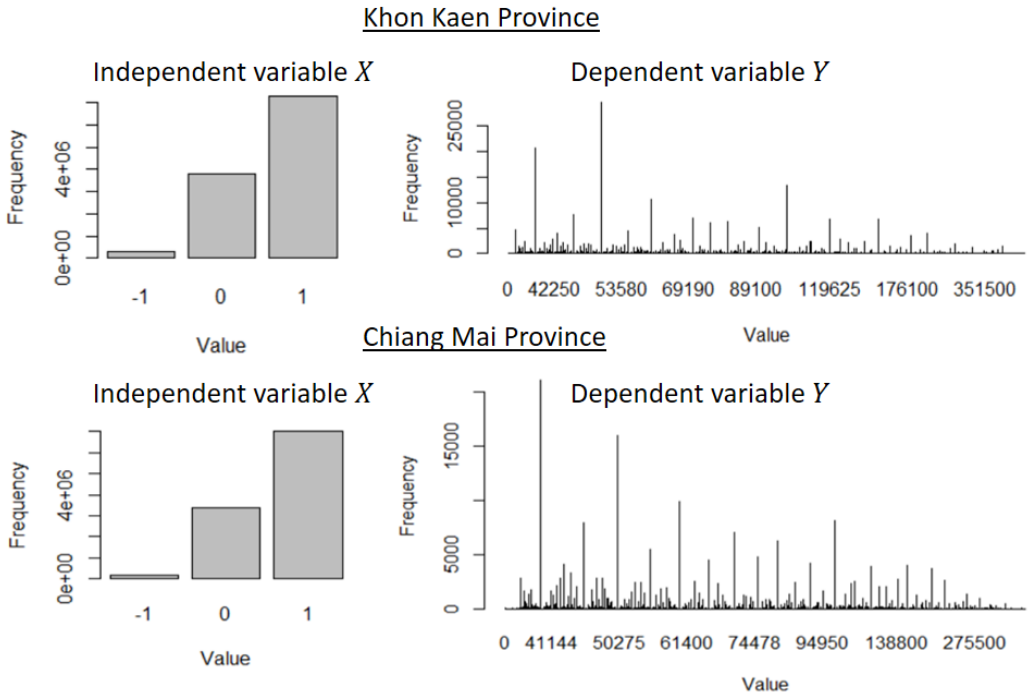 Khon Kaen Province
Independent variable X
Dependent variable Y
Frequency
0e+00 4e+06
-1 0 1
Value
Frequency
0 10000 25000
0 42250 53580 69190 89100 119625 176100 351500
Value
Chiang Mai Province
Independent variable X
Dependent variable Y
Frequency
0e+00 4e+06
-1 0 1
Value
Frequency
0 5000 15000
0 41144 50275 61400 74478 94950 138800 275500
Value